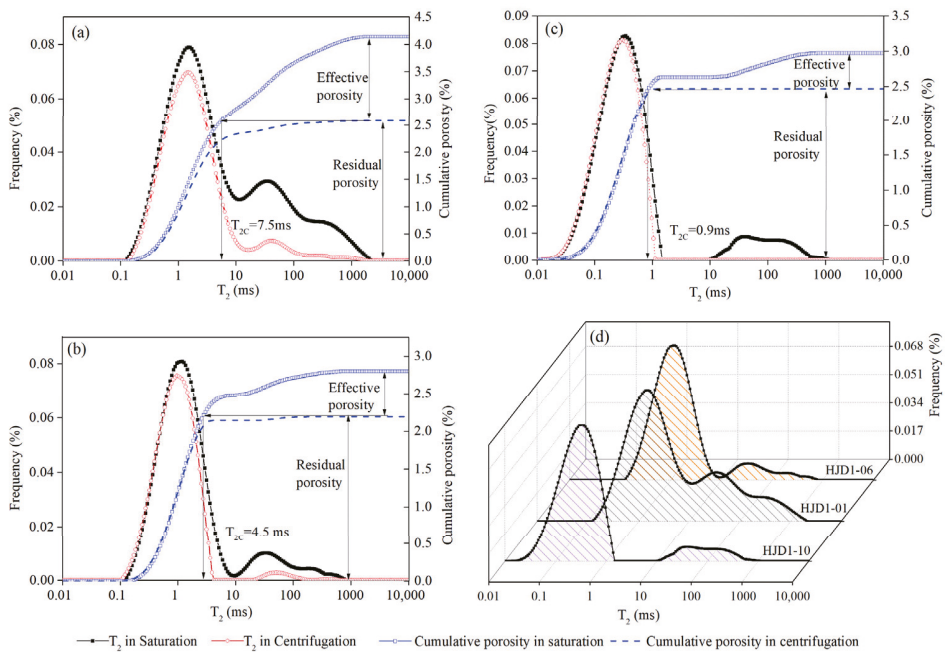 (a)
0.08
0.06
0.04
0.02
0.00
Frequency (%)
4.5
4.0
3.5
3.0
2.5
2.0
1.5
1.0
0.5
0.0
Cumulative porosity (%)
Effective
porosity
Residual
porosity
T2C=7.5ms
0.01 0.1 1 10 100 1000 10,000
T2 (ms)
(c)
0.09
0.08
0.07
0.06
0.05
0.04
0.03
0.02
0.01
0.00
Frequency(%)
3.5
3.0
2.5
2.0
1.5
1.0
0.5
0.0
Cumulative porosity (%)
Effective
porosity
Residual
porosity
T2C=0.9ms
0.01 0.1 1 10 100 1000 10,000
T2 (ms)
(b)
0.08
0.06
0.04
0.02
0.00
Frequency (%)
3.0
2.5
2.0
1.5
1.0
0.5
0.0
Cumulative porosity (%)
Effective
porosity
Residual
porosity
T2C=4.5 ms
0.01 0.1 1 10 100 1000 10,000
T2 (ms)
(d)
0.068
0.051
0.034
0.017
0.000
Frequency (%)
HJD1-06
HJD1-01
HJD1-10
0.01 0.1 1 10 100 1000 10,000
T2 (ms)
T2 in Saturation T2 in Centrifugation Cumulative porosity in saturation Cumulative porosity in centrifugation